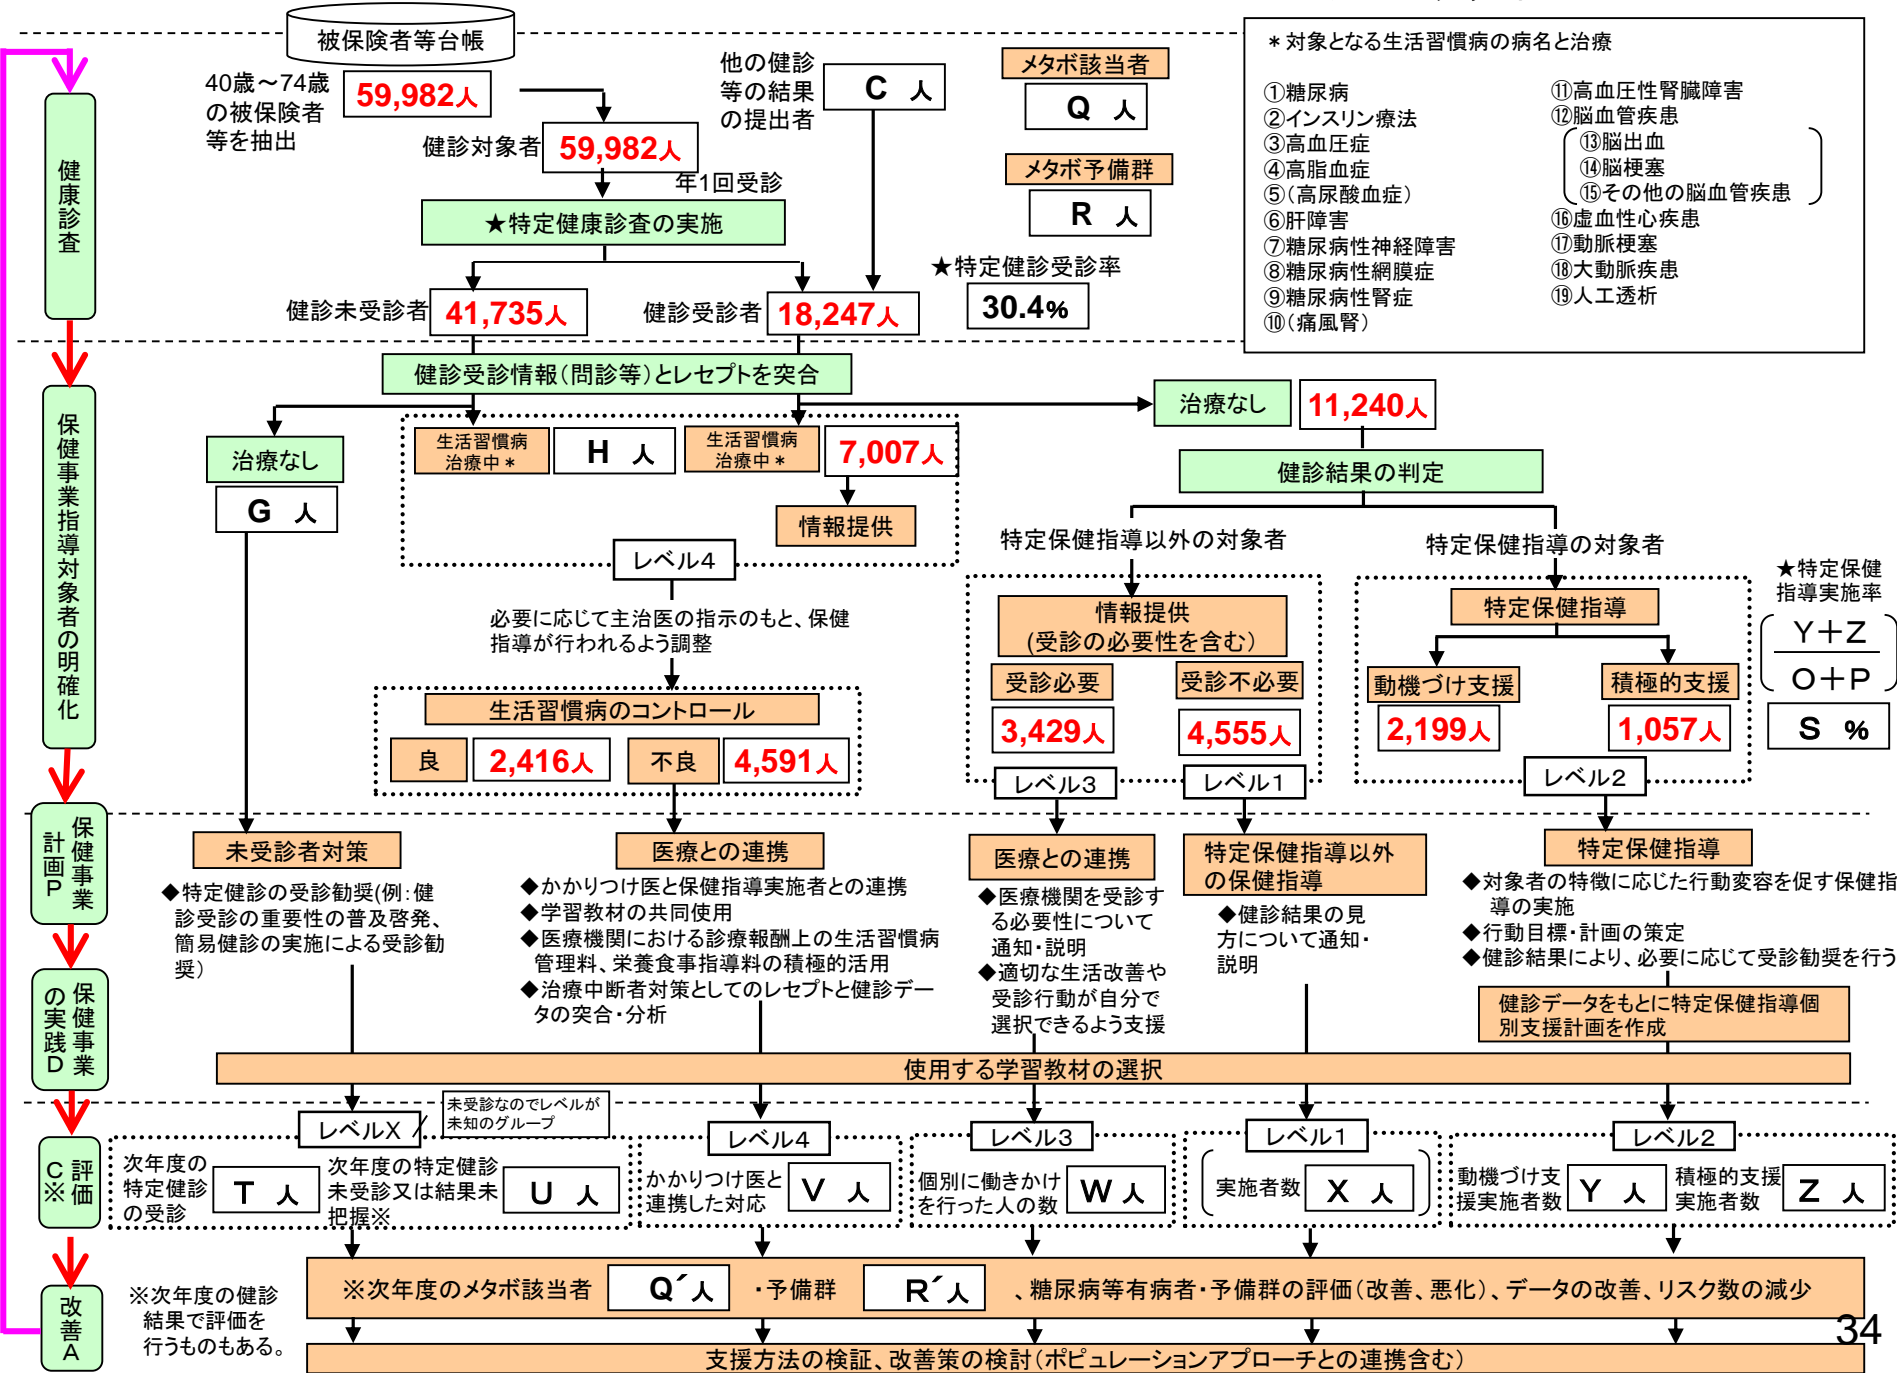 被保険者等台帳
40歳～74歳
の被保険者
等を抽出
59,982人
健診対象者
59,982人
年1回受診
他の健診
等の結果
の提出者
C 人
メタボ該当者
Q 人
メタボ予備群
R 人
★特定健康診査の実施
★特定健診受診率
30.4%
健診未受診者
41,735人
健診受診者
18,247人
＊対象となる生活習慣病の病名と治療
①糖尿病
②インスリン療法
③高血圧症
④高脂血症
⑤(高尿酸血症)
⑥肝障害
⑦糖尿病性神経障害
⑧糖尿病性網膜症
⑨糖尿病性腎症
⑩(痛風腎)
⑪高血圧性腎臓障害
⑫脳血管疾患
⑬脳出血
⑭脳梗塞
⑮その他の脳血管疾患
⑯虚血性心疾患
⑰動脈梗塞
⑱大動脈疾患
⑲人工透析
健康診査
健診受診情報(問診等)とレセプトを突合
治療なし
11,240人
治療なし
G 人
生活習慣病
治療中＊
H 人
生活習慣病
治療中＊
7,007人
情報提供
レベル4
健診結果の判定
特定保健指導以外の対象者
特定保健指導の対象者
必要に応じて主治医の指示のもと、保健
指導が行われるよう調整
情報提供
(受診の必要性を含む)
受診必要
3,429人
受診不必要
4,555人
特定保健指導
動機づけ支援
2,199人
積極的支援
1,057人
★特定保健
指導実施率
Y＋Z
O＋P
S %
生活習慣病のコントロール
良
2,416人
不良
4,591人
レベル3
レベル1
レベル2
保健事業指導対象者の明確化
保健事業
計画P
未受診者対策
◆特定健診の受診勧奨(例:健
診受診の重要性の普及啓発、
簡易健診の実施による受診勧
奨)
医療との連携
◆かかりつけ医と保健指導実施者との連携
◆学習教材の共同使用
◆医療機関における診療報酬上の生活習慣病
管理料、栄養食事指導料の積極的活用
◆治療中断者対策としてのレセプトと健診デー
タの突合・分析
医療との連携
◆医療機関を受診す
る必要性について
通知・説明
◆適切な生活改善や
受診行動が自分で
選択できるよう支援
特定保健指導以外
の保健指導
◆健診結果の見
方について通知・
説明
特定保健指導
◆対象者の特徴に応じた行動変容を促す保健指
導の実施
◆行動目標・計画の策定
◆健診結果により、必要に応じて受診勧奨を行う
健診データをもとに特定保健指導個
別支援計画を作成
保健事業
の実践D
使用する学習教材の選択
レベルX
未受診なのでレベルが
未知のグループ
次年度の
特定健診
の受診
T 人
次年度の特定健診
未受診又は結果未
把握※
U 人
レベル4
かかりつけ医と
連携した対応
V 人
レベル3
個別に働きかけ
を行った人の数
W 人
レベル1
実施者数
X 人
レベル2
動機づけ支
援実施者数
Y 人
積極的支援
実施者数
Z 人
評価
C※
※次年度のメタボ該当者 Q´人 ・予備群 R´人 、糖尿病等有病者・予備群の評価(改善、悪化)、データの改善、リスク数の減少
改善A
※次年度の健診
結果で評価を
行うものもある。
支援方法の検証、改善策の検討(ポピュレーションアプローチとの連携含む)
34